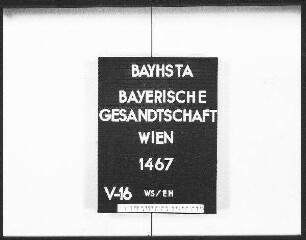 BAYHSTA
BAYERISCHE
GESANDTSCHAFT
WIEN
1467
V-16 WS/EH